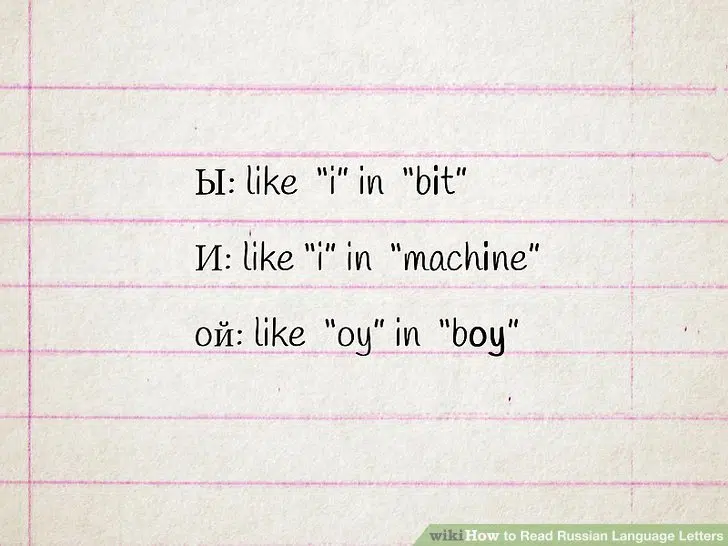 Ы: like "i" in "bit"
И: like "i" in "machine"
ой: like "oy" in "boy"
wikiHow to Read Russian Language Letters